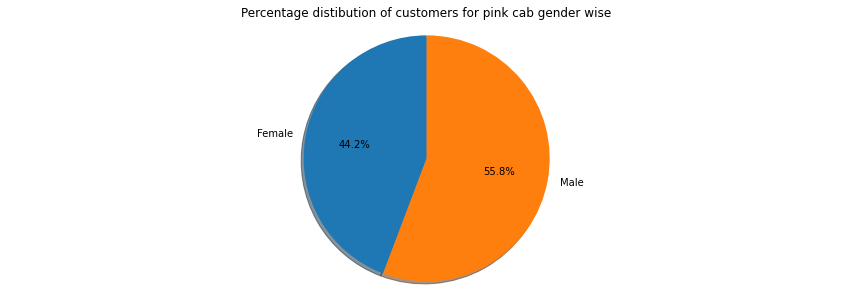 Percentage distibution of customers for pink cab gender wise
Female
44.2%
55.8%
Male